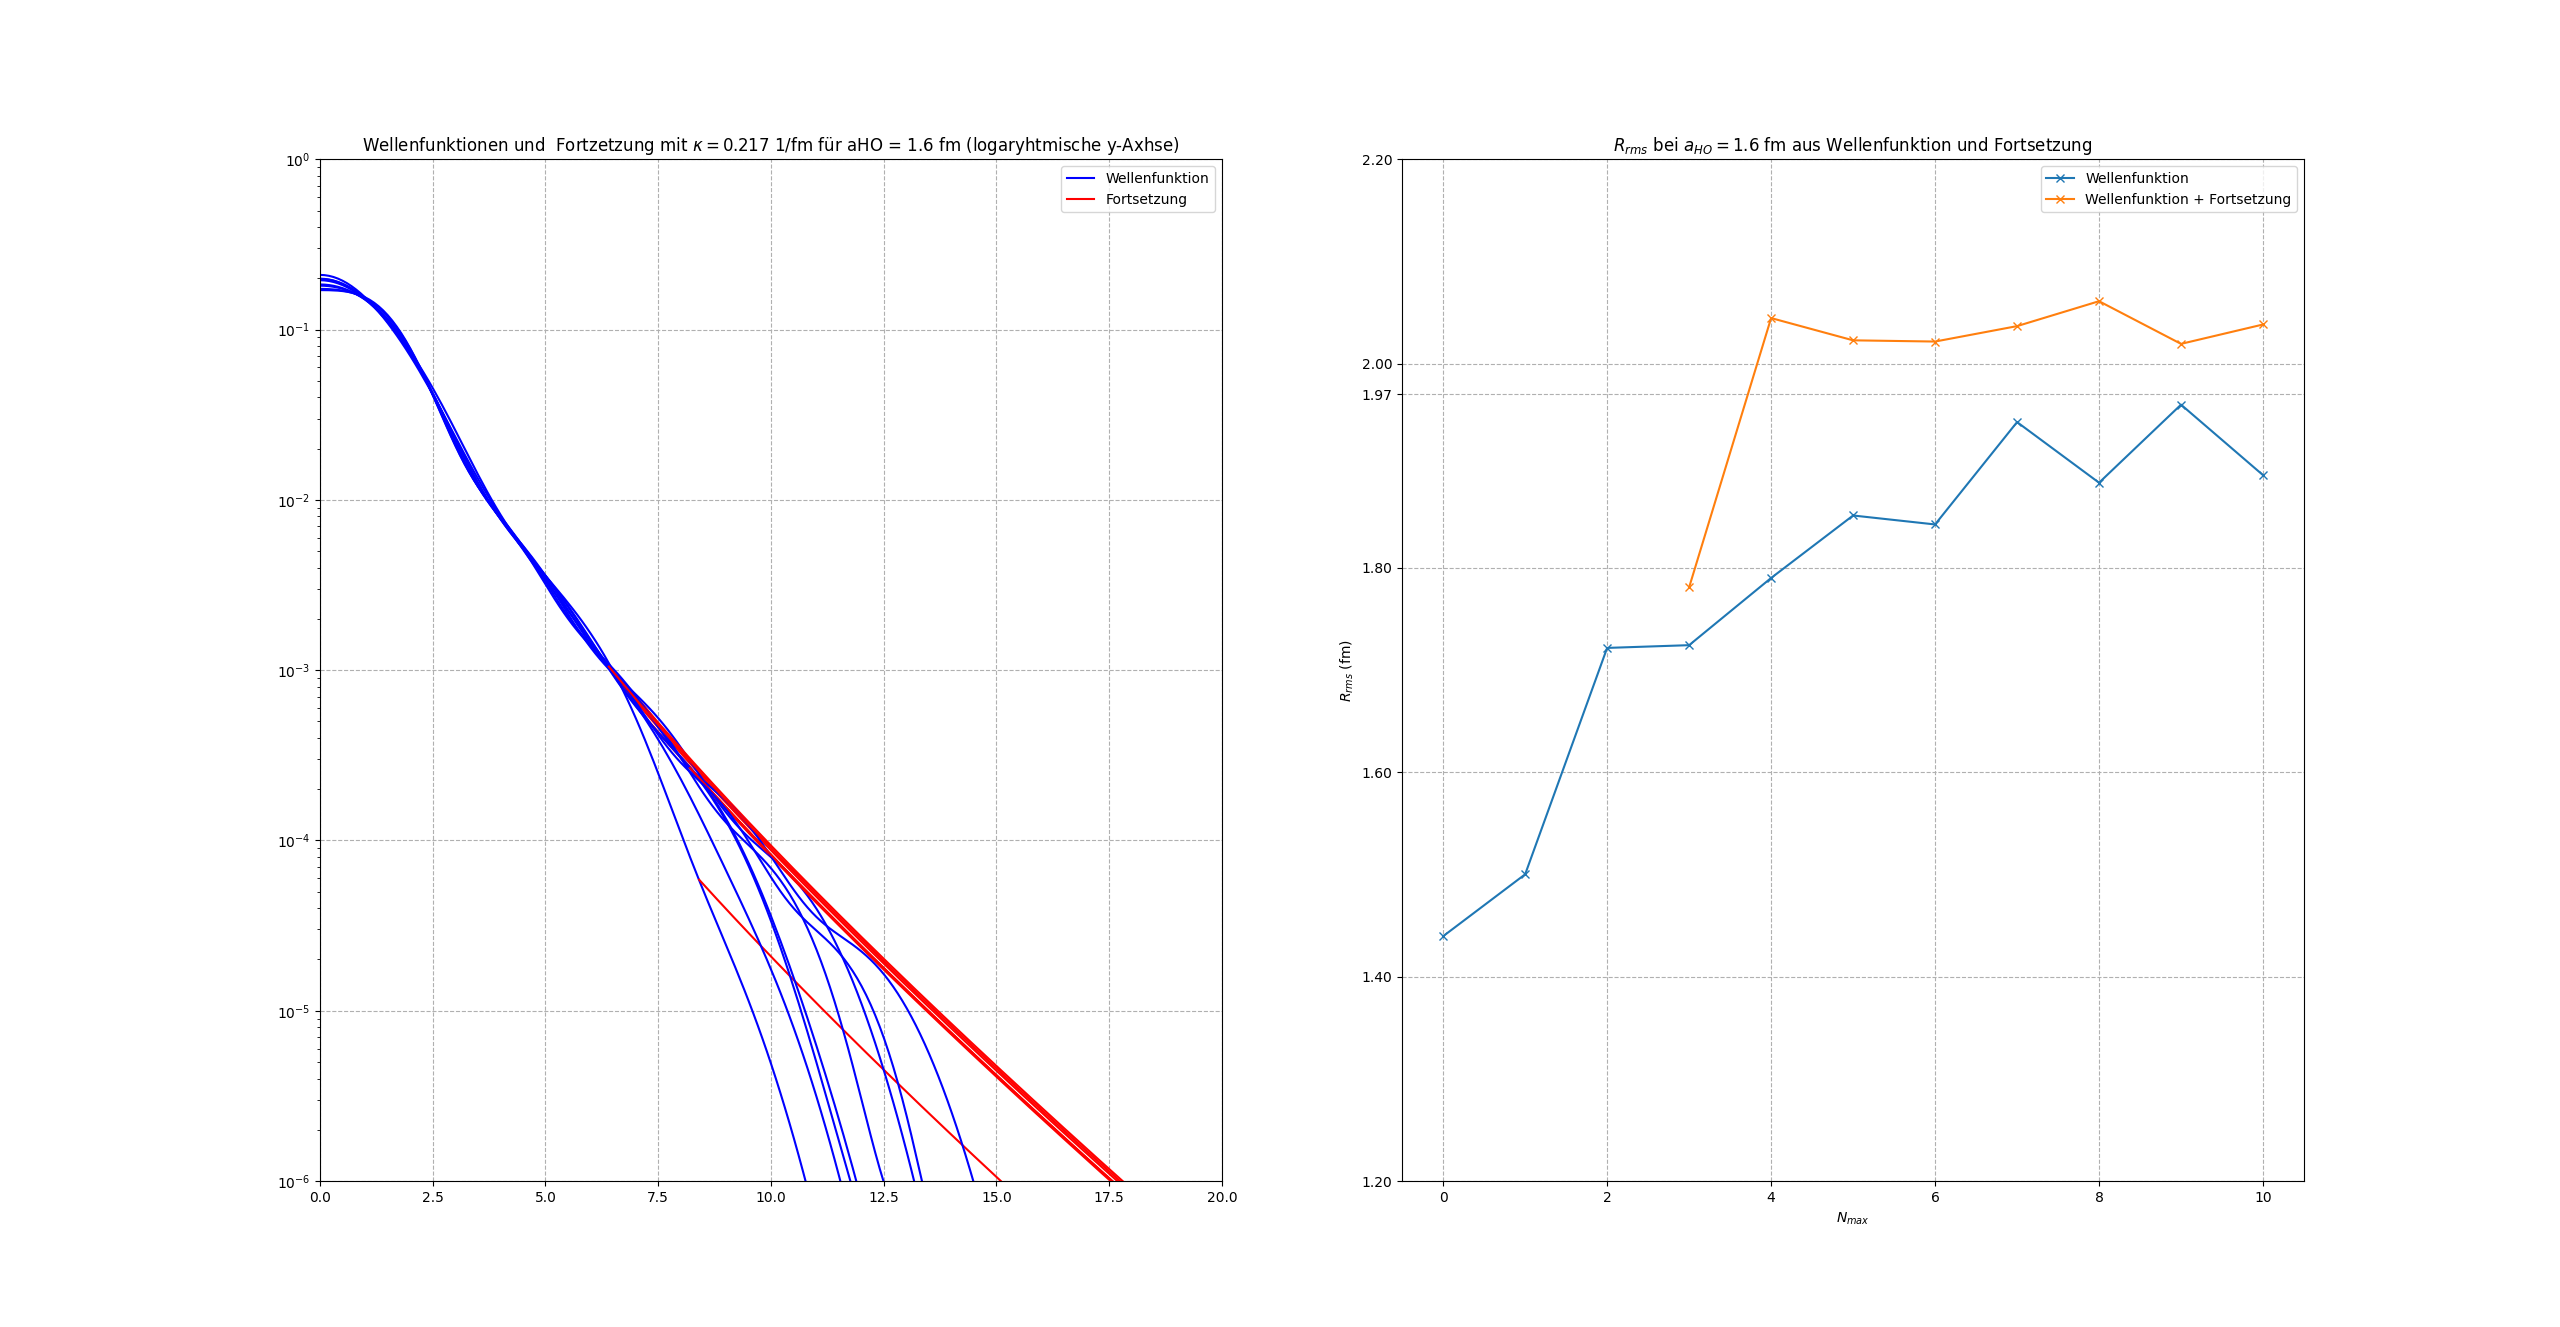 Wellenfunktionen und  Fortzetzung mit κ = 0.217 1/fm für aHO = 1.6 fm (logaryhtmische y-Axhse)
Wellenfunktion
Fortsetzung
10⁰
10⁻¹
10⁻²
10⁻³
10⁻⁴
10⁻⁵
10⁻⁶
0.0 2.5 5.0 7.5 10.0 12.5 15.0 17.5 20.0
R_rms bei a_HO = 1.6 fm aus Wellenfunktion und Fortsetzung
Wellenfunktion
Wellenfunktion + Fortsetzung
R_rms (fm)
2.20
2.00
1.97
1.80
1.60
1.40
1.20
0 2 4 6 8 10
N_max